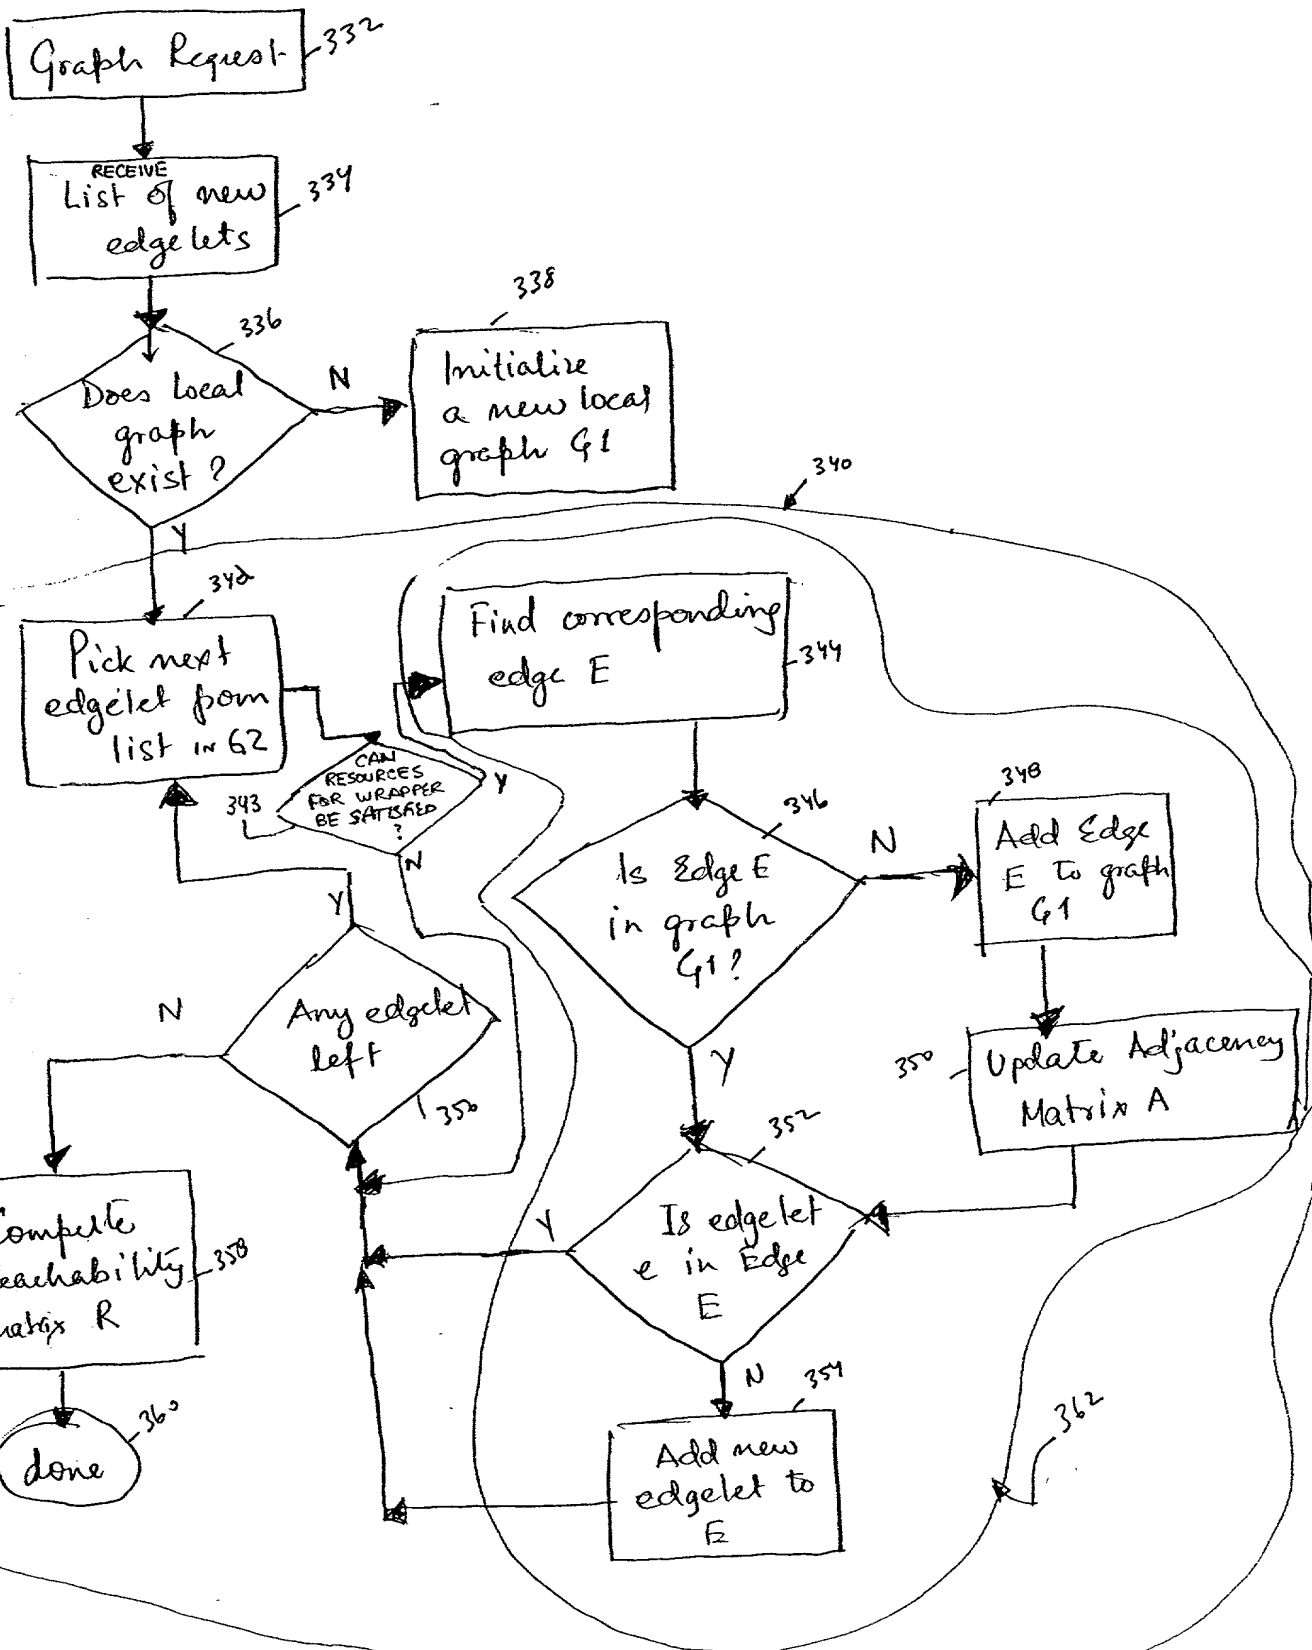 Graph Request
332
RECEIVE
List of new
edgelets
334
336
Does Local
graph
exist ?
N
Y
338
Initialize
a new local
graph G1
340
342
Pick next
edgelet from
list in G2
343
CAN
RESOURCES
FOR WRAPPER
BE SATISFIED
?
Y
N
Find corresponding
edge E
344
346
Is Edge E
in graph
G1?
N
Y
348
Add Edge
E to graph
G1
350
Update Adjacency
Matrix A
352
Is edgelet
e in Edge
E
Y
N
354
Add new
edgelet to
E
Y
Any edgelet
left
N
356
Compute
eachability
atrix R
358
done
360
362